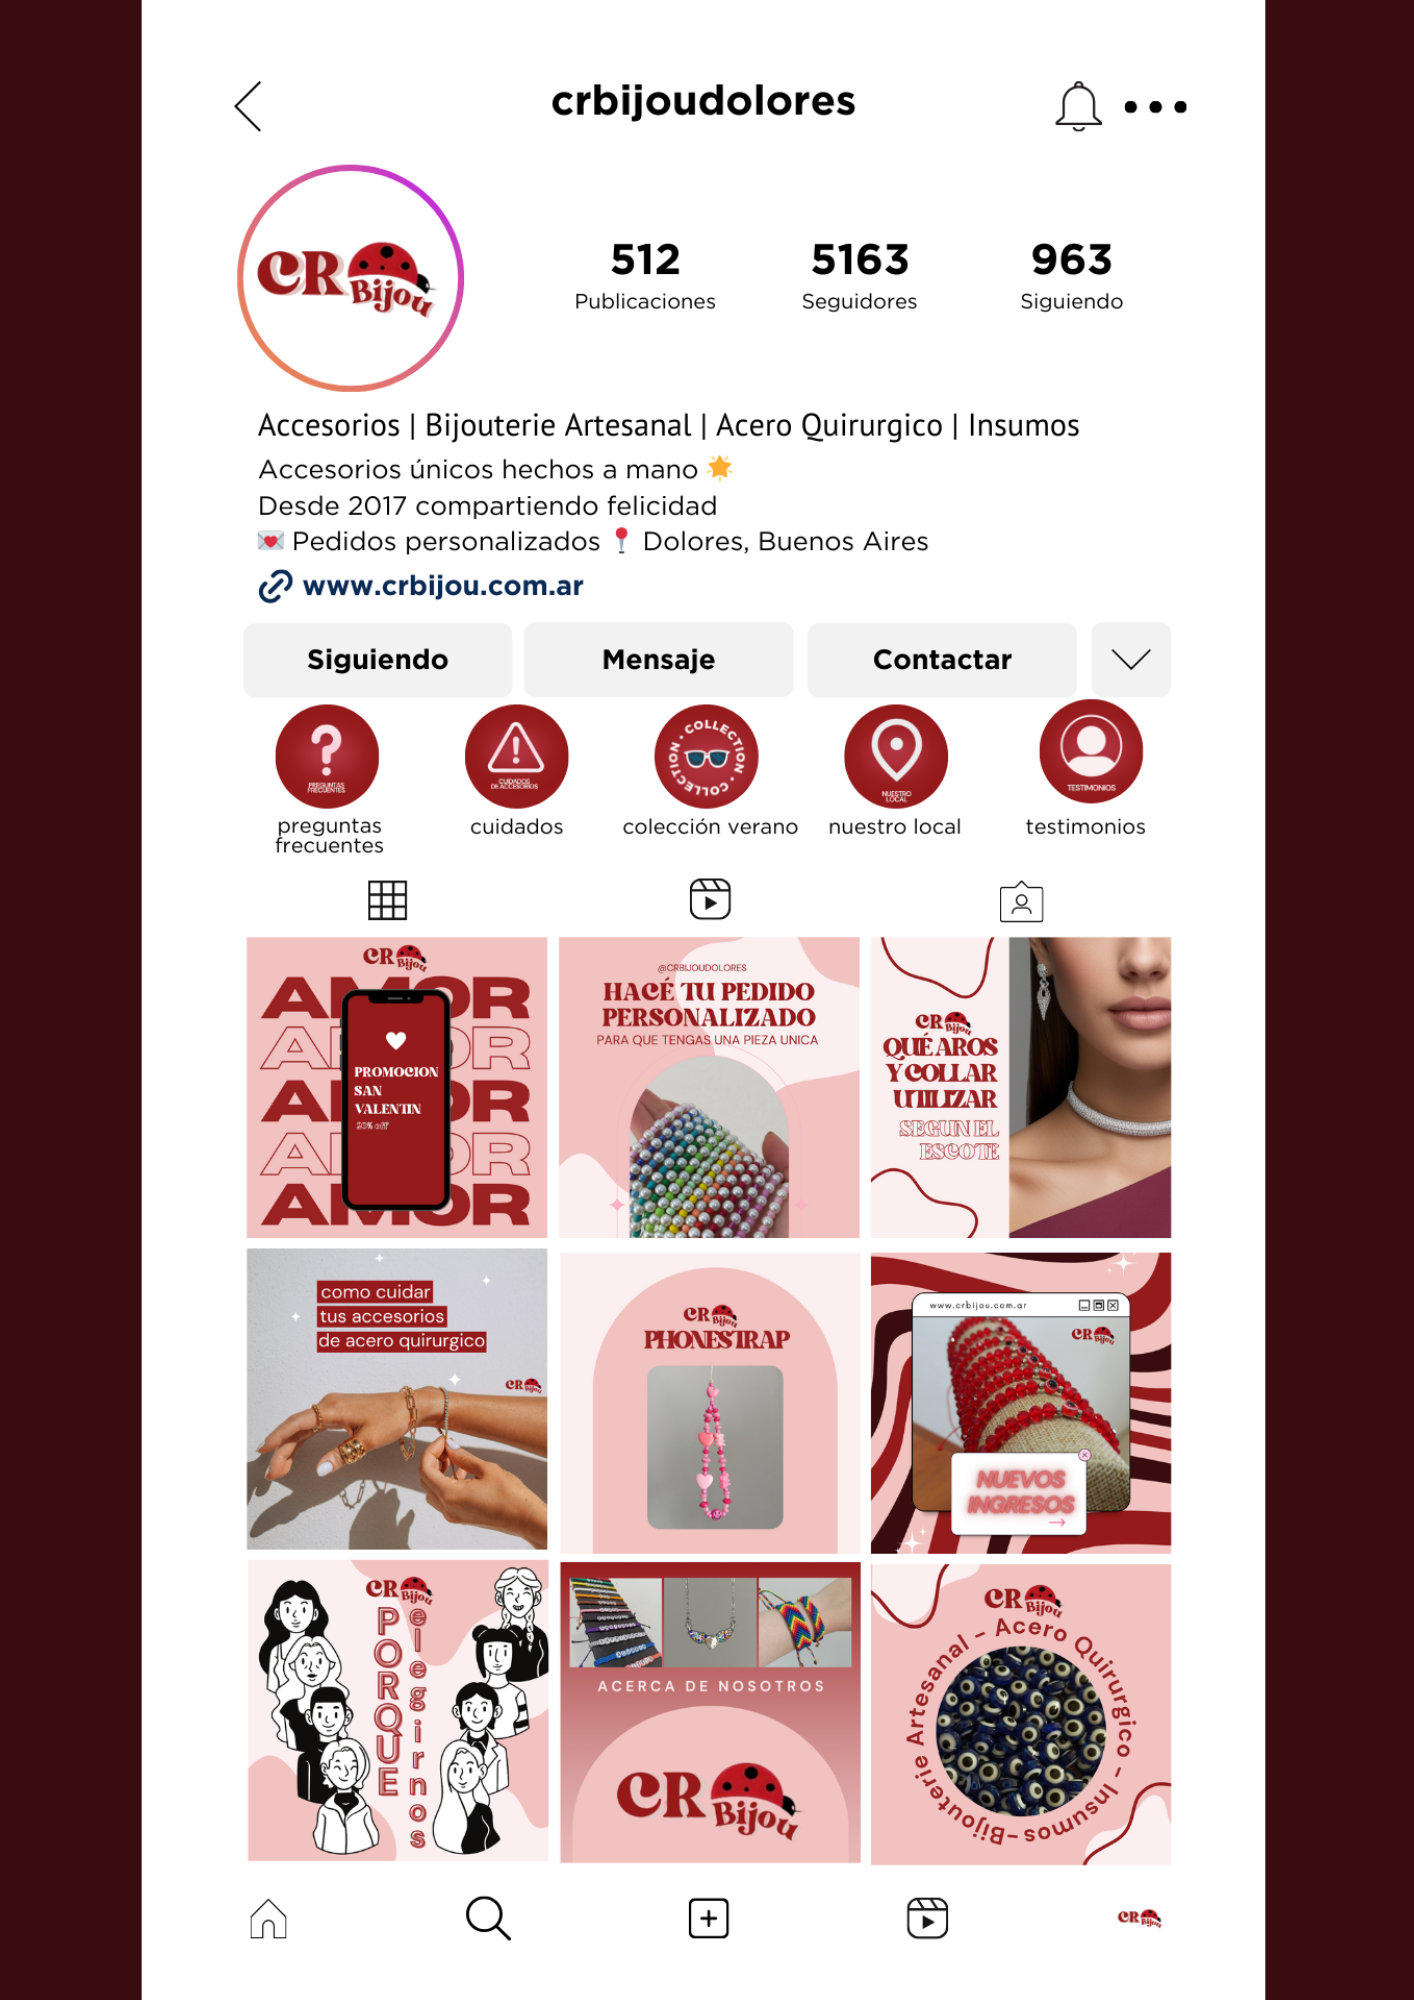 crbijoudolores
CR Bijou
512
Publicaciones
5163
Seguidores
963
Siguiendo
Accesorios | Bijouterie Artesanal | Acero Quirurgico | Insumos
Accesorios únicos hechos a mano 🌟
Desde 2017 compartiendo felicidad
💌 Pedidos personalizados 📍 Dolores, Buenos Aires
www.crbijou.com.ar
Siguiendo
Mensaje
Contactar
PREGUNTAS
FRECUENTES
CUIDADOS
DE ACCESORIOS
COLLECTION · COLLECTION ·
NUESTRO
LOCAL
TESTIMONIOS
preguntas
frecuentes
cuidados
colección verano
nuestro local
testimonios
CR Bijou
AMOR
AMOR
AMOR
AMOR
AMOR
PROMOCION
SAN
VALENTIN
20% off
@CRBIJOUDOLORES
HACÉ TU PEDIDO
PERSONALIZADO
PARA QUE TENGAS UNA PIEZA UNICA
CR Bijou
QUÉ AROS
Y COLLAR
UTILIZAR
SEGUN EL
ESCOTE
como cuidar
tus accesorios
de acero quirurgico
CR Bijou
CR Bijou
PHONESTRAP
www.crbijou.com.ar
CR Bijou
NUEVOS
INGRESOS
CR Bijou
PORQUE
elegirnos
ACERCA DE NOSOTROS
CR Bijou
CR Bijou
Bijouterie Artesanal - Acero Quirurgico - Insumos-
CR Bijou